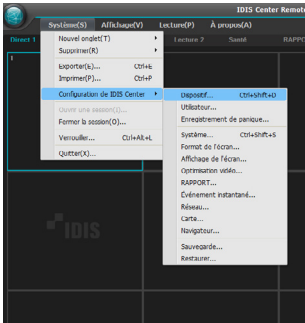 IDIS Center Remote
Système(S) Affichage(V) Lecture(P) À propos(A)
Direct 1 Lecture 2 Santé RAPPO
1
Nouvel onglet(T)
Supprimer(R)
Exporter(E)... Ctrl+E
Imprimer(P)... Ctrl+P
Configuration de IDIS Center
Ouvrir une session(I)...
Fermer la session(O)...
Verrouiller... Ctrl+Alt+L
Quitter(X)...
Dispositif... Ctrl+Shift+D
Utilisateur...
Enregistrement de panique...
Système... Ctrl+Shift+S
Format de l'écran...
Affichage de l'écran...
Optimisation vidéo...
RAPPORT...
Événement instantané...
Réseau...
Carte...
Navigateur...
Sauvegarde...
Restaurer...
IDIS